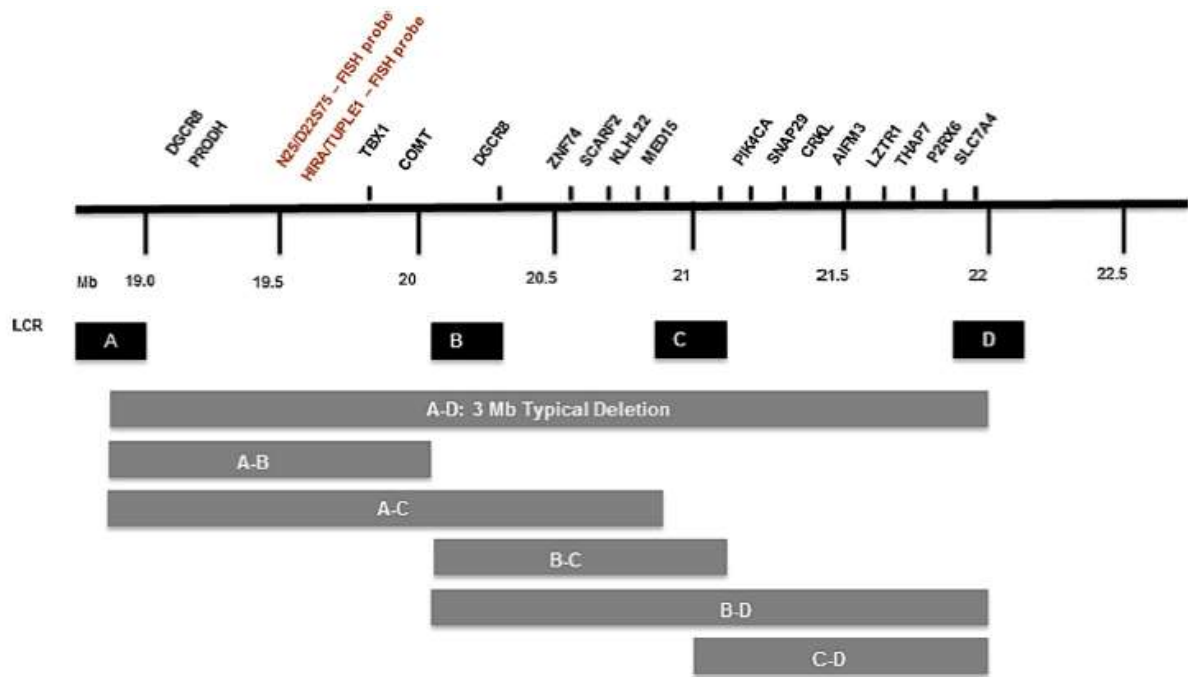 DGCR8
PRODH
N25/D22S75 – FISH probe
HIRA/TUPLE1 – FISH probe
TBX1
COMT
DGCR8
ZNF74
SCARF2
KLHL22
MED15
PIK4CA
SNAP29
CRKL
AIFM3
LZTR1
THAP7
P2RX6
SLC7A4
Mb 19.0 19.5 20 20.5 21 21.5 22 22.5
LCR A B C D
A-D: 3 Mb Typical Deletion
A-B
A-C
B-C
B-D
C-D